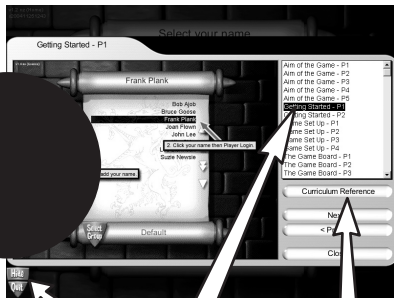 Select your name
Getting Started - P1
Frank Plank
Bob Ajob
Bruce Goose
Frank Plank
Joan Flown
John Lee
2. Click your name then Player Login.
Suzie Newsie
add your name.
Select Group
Default
Aim of the Game - P1
Aim of the Game - P2
Aim of the Game - P3
Aim of the Game - P4
Aim of the Game - P5
Getting Started - P1
Getting Started - P2
Game Set Up - P1
Game Set Up - P2
Game Set Up - P3
Game Set Up - P4
The Game Board - P1
The Game Board - P2
The Game Board - P3
Curriculum Reference
Hide
Quit